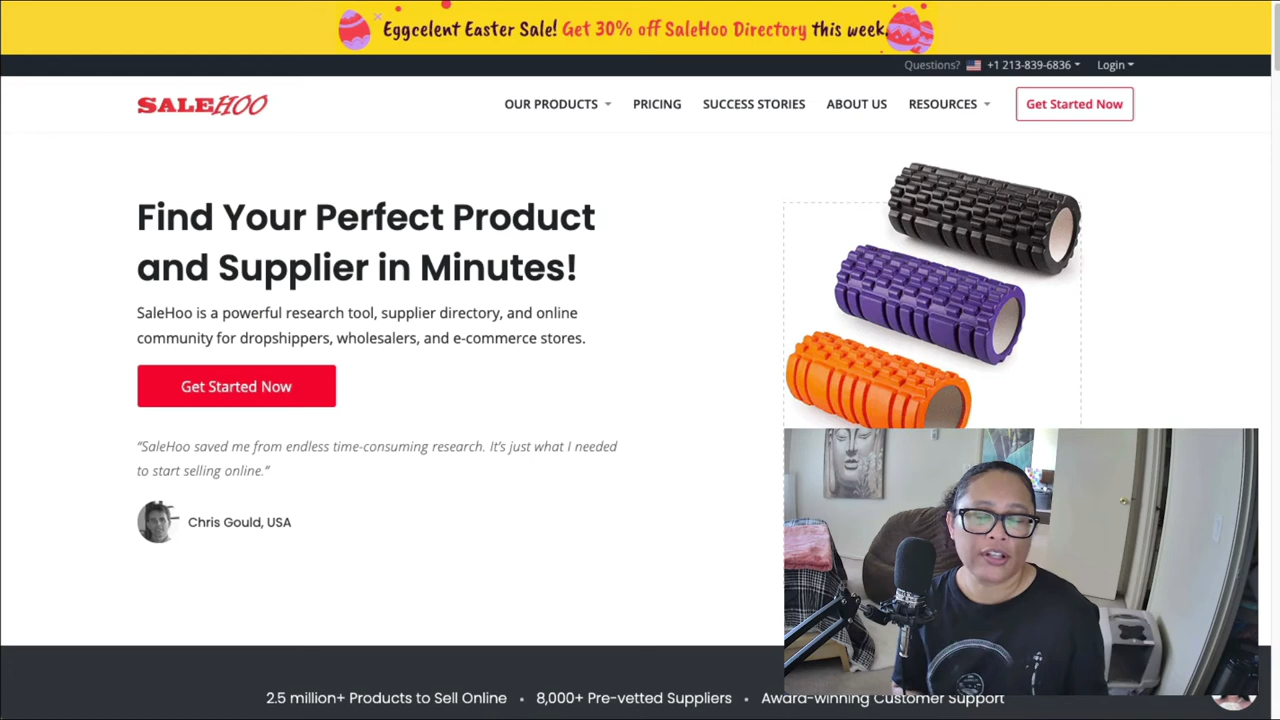 Eggcelent Easter Sale! Get 30% off SaleHoo Directory this week.
Questions? +1 213-839-6836 Login
SALEHOO
OUR PRODUCTS PRICING SUCCESS STORIES ABOUT US RESOURCES Get Started Now
Find Your Perfect Product
and Supplier in Minutes!
SaleHoo is a powerful research tool, supplier directory, and online
community for dropshippers, wholesalers, and e-commerce stores.
Get Started Now
“SaleHoo saved me from endless time-consuming research. It’s just what I needed
to start selling online.”
Chris Gould, USA
2.5 million+ Products to Sell Online • 8,000+ Pre-vetted Suppliers • Award-winning Customer Support